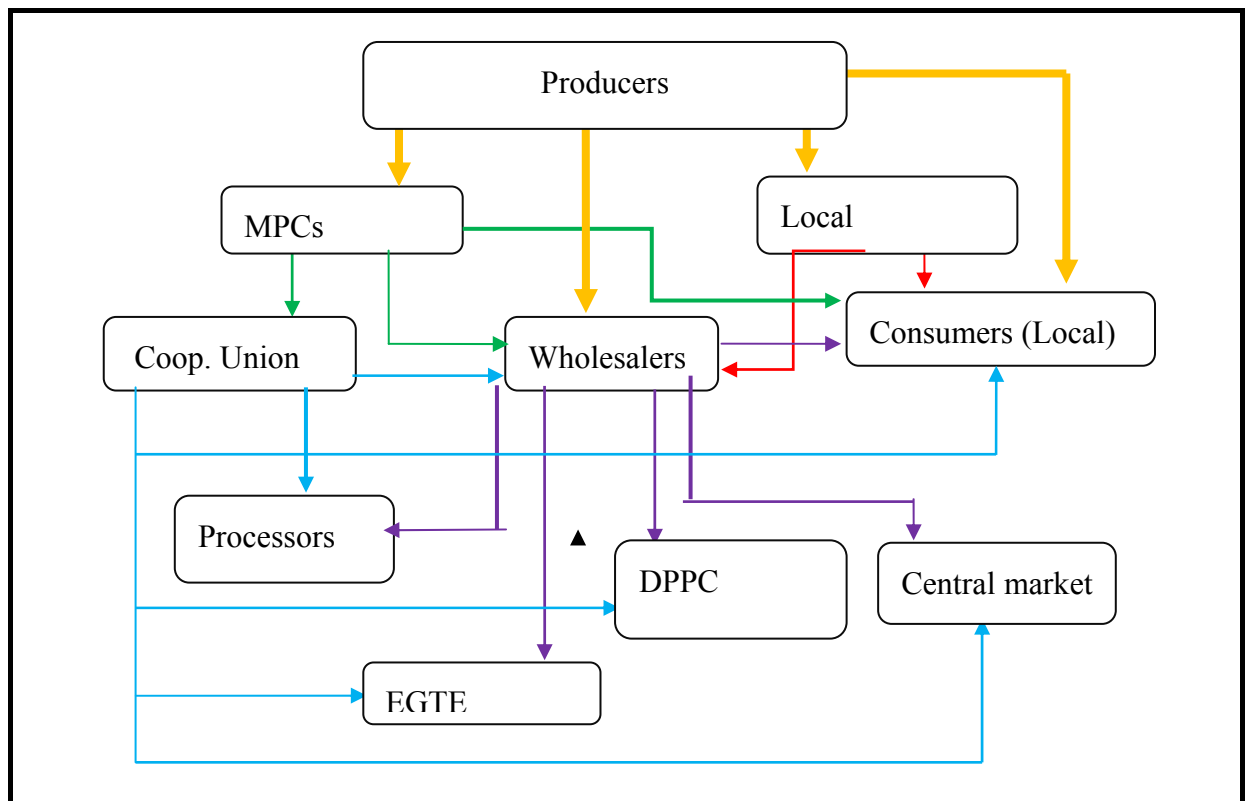 Producers
MPCs
Local
Coop. Union
Wholesalers
Consumers (Local)
Processors
DPPC
Central market
EGTE